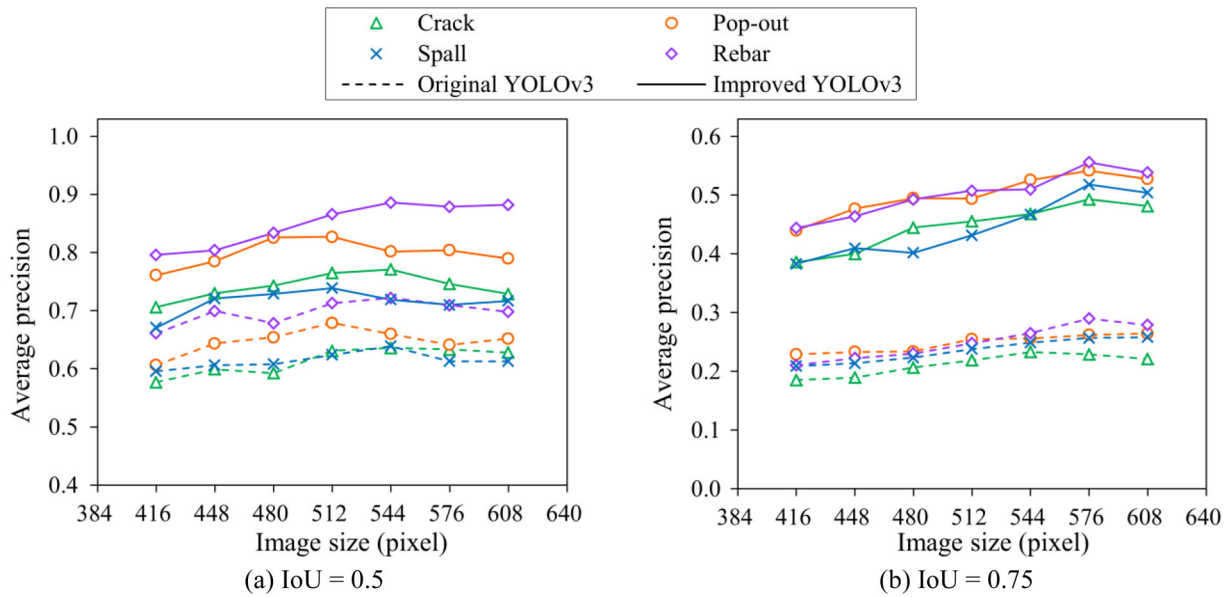 Crack Pop-out
Spall Rebar
Original YOLOv3 Improved YOLOv3
1.0
0.9
0.8
0.7
0.6
0.5
0.4
Average precision
384 416 448 480 512 544 576 608 640
Image size (pixel)
(a) IoU = 0.5
0.6
0.5
0.4
0.3
0.2
0.1
0.0
Average precision
384 416 448 480 512 544 576 608 640
Image size (pixel)
(b) IoU = 0.75